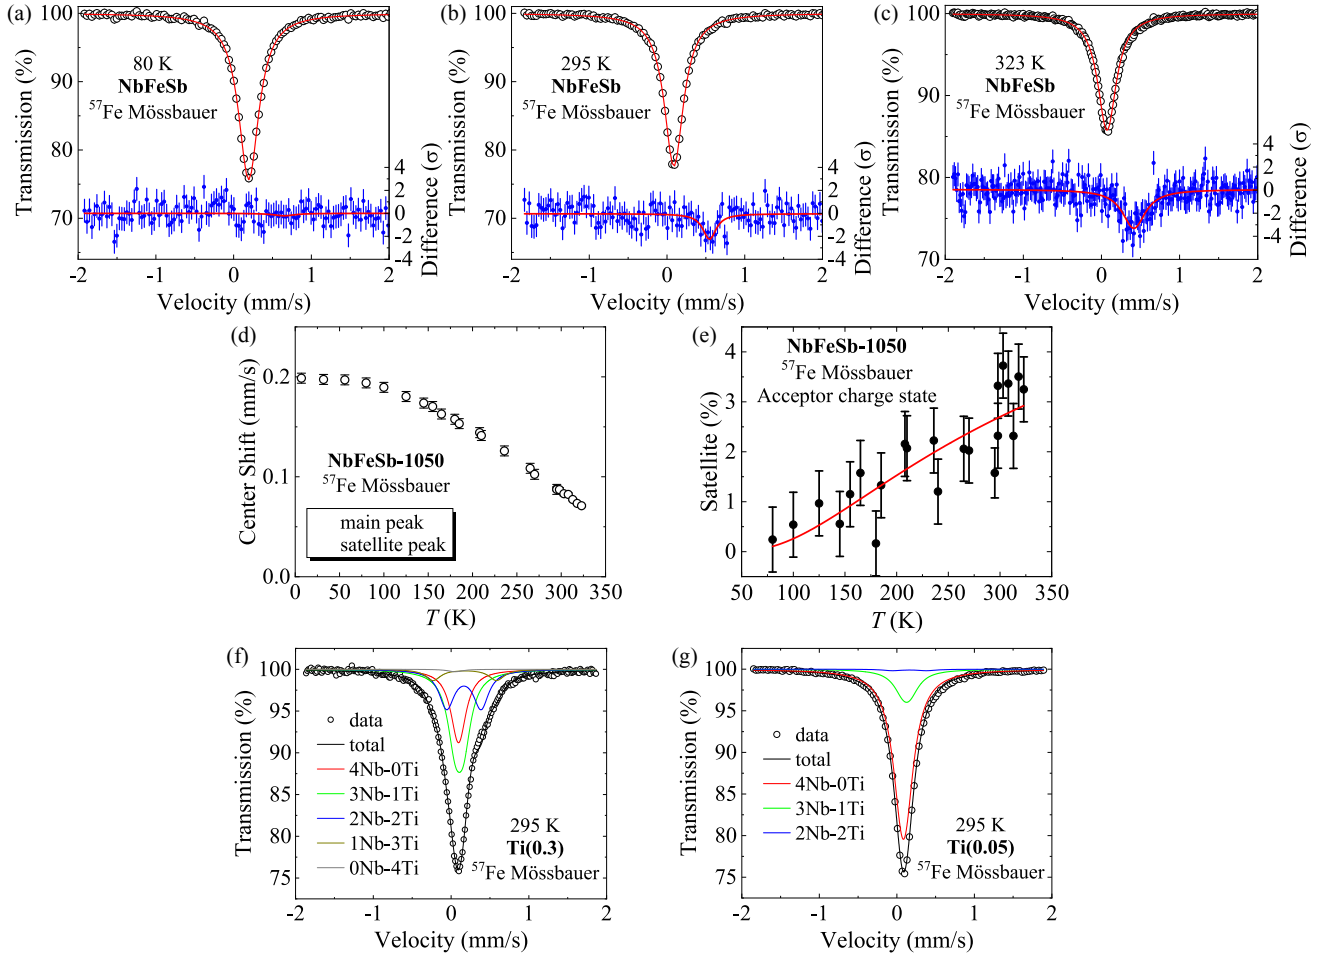 (a)
100
90
80
70
Transmission (%)
80 K
NbFeSb
⁵⁷Fe Mössbauer
4
2
0
-2
-4
Difference (σ)
-2 -1 0 1 2
Velocity (mm/s)
(b)
100
90
80
70
Transmission (%)
295 K
NbFeSb
⁵⁷Fe Mössbauer
4
2
0
-2
-4
Difference (σ)
-2 -1 0 1 2
Velocity (mm/s)
(c)
100
90
80
70
Transmission (%)
323 K
NbFeSb
⁵⁷Fe Mössbauer
4
2
0
-2
-4
Difference (σ)
-2 -1 0 1 2
Velocity (mm/s)
(d)
0.2
0.1
0.0
Center Shift (mm/s)
NbFeSb-1050
⁵⁷Fe Mössbauer
main peak
satellite peak
0 50 100 150 200 250 300 350
T (K)
(e)
4
3
2
1
0
Satellite (%)
NbFeSb-1050
⁵⁷Fe Mössbauer
Acceptor charge state
50 100 150 200 250 300 350
T (K)
(f)
100
95
90
85
80
75
Transmission (%)
data
total
4Nb-0Ti
3Nb-1Ti
2Nb-2Ti
1Nb-3Ti
0Nb-4Ti
295 K
Ti(0.3)
⁵⁷Fe Mössbauer
-2 -1 0 1 2
Velocity (mm/s)
(g)
100
95
90
85
80
75
Transmission (%)
data
total
4Nb-0Ti
3Nb-1Ti
2Nb-2Ti
295 K
Ti(0.05)
⁵⁷Fe Mössbauer
-2 -1 0 1 2
Velocity (mm/s)